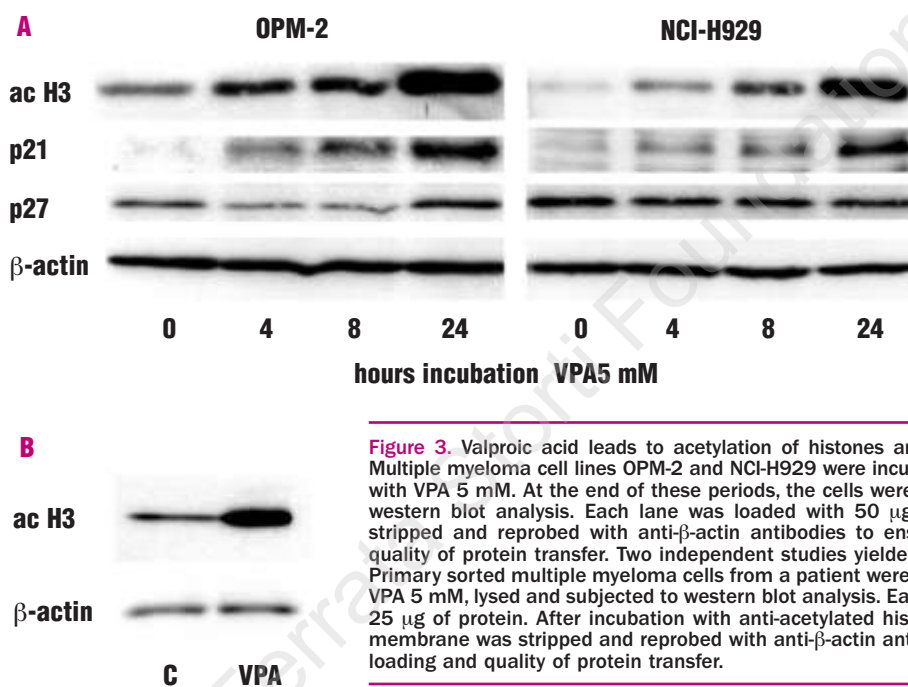 A
OPM-2 NCI-H929
ac H3
p21
p27
β-actin
0 4 8 24 0 4 8 24
hours incubation VPA5 mM
B
ac H3
β-actin
C VPA
Figure 3. Valproic acid leads to acetylation of histones
Multiple myeloma cell lines OPM-2 and NCI-H929 were
with VPA 5 mM. At the end of these periods, the cells were
western blot analysis. Each lane was loaded with 50 μg
stripped and reprobed with anti-β-actin antibodies to
quality of protein transfer. Two independent studies
Primary sorted multiple myeloma cells from a patient were
VPA 5 mM, lysed and subjected to western blot analysis.
25 μg of protein. After incubation with anti-acetylated
membrane was stripped and reprobed with anti-β-actin
loading and quality of protein transfer.
Ferrata Storti Foundation